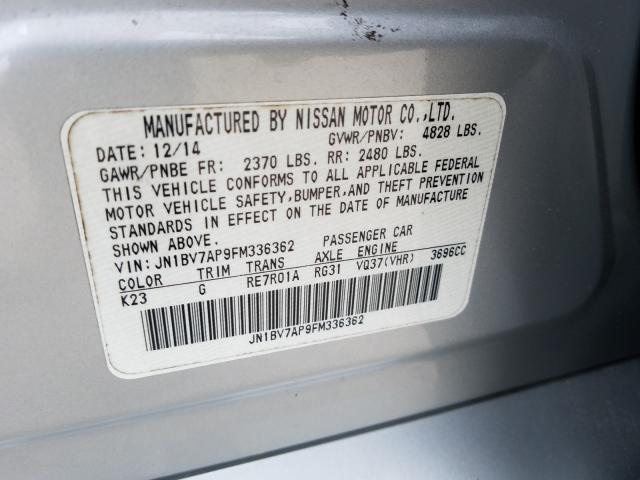 MANUFACTURED BY NISSAN MOTOR CO.,LTD.
DATE: 12/14 GVWR/PNBV: 4828 LBS.
GAWR/PNBE FR: 2370 LBS. RR: 2480 LBS.
THIS VEHICLE CONFORMS TO ALL APPLICABLE FEDERAL
MOTOR VEHICLE SAFETY, BUMPER, AND THEFT PREVENTION
STANDARDS IN EFFECT ON THE DATE OF MANUFACTURE
SHOWN ABOVE.
VIN: JN1BV7AP9FM336362 PASSENGER CAR
COLOR TRIM TRANS AXLE ENGINE
K23 G RE7R01A RG31 VQ37(VHR) 3696CC
JN1BV7AP9FM336362